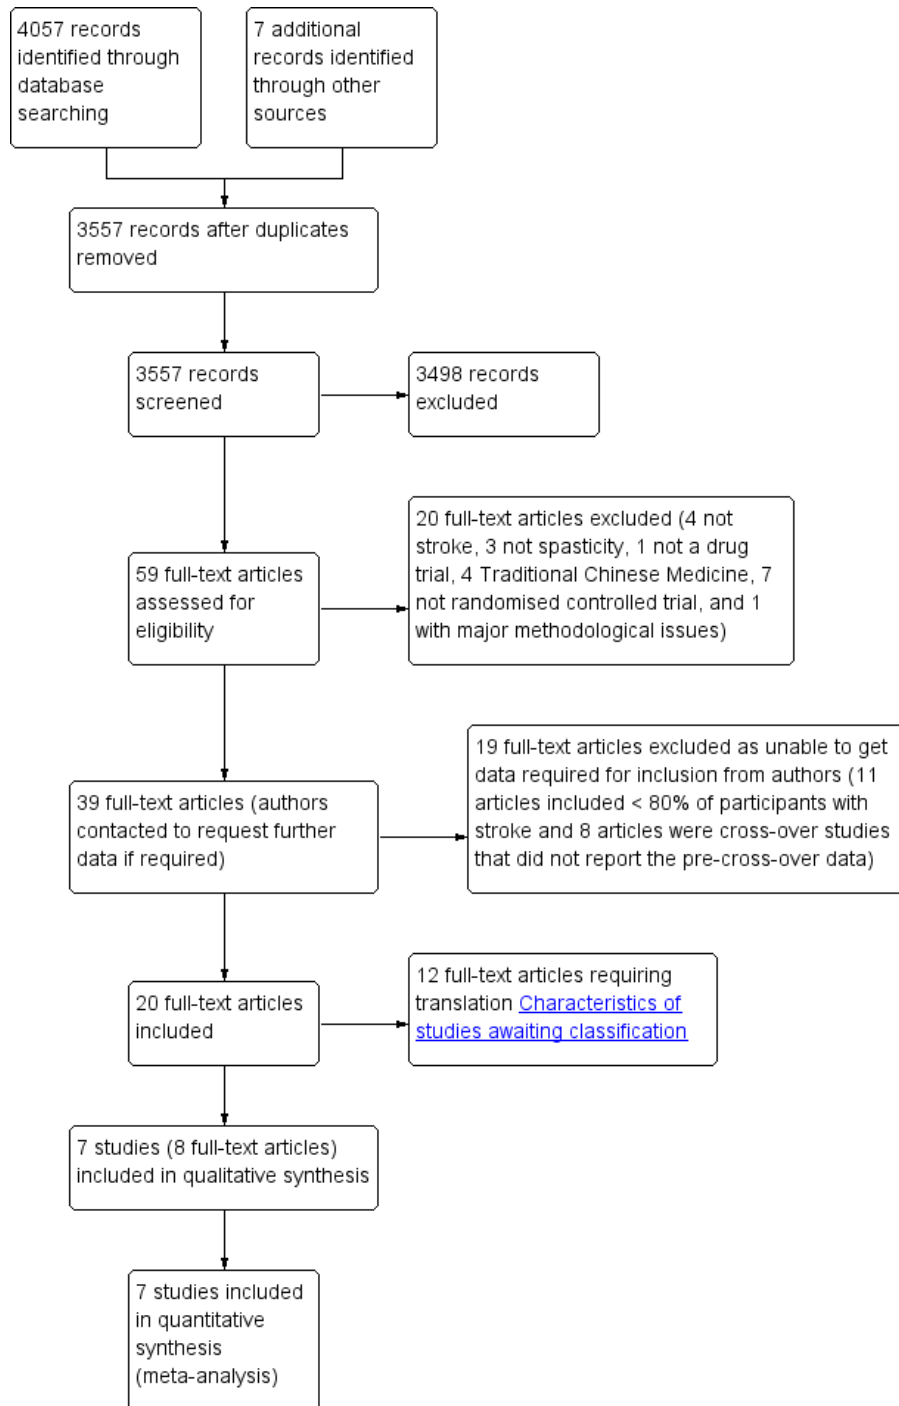 4057 records
identified through
database
searching
7 additional
records identified
through other
sources
3557 records after duplicates
removed
3557 records
screened
3498 records
excluded
59 full-text articles
assessed for
eligibility
20 full-text articles excluded (4 not
stroke, 3 not spasticity, 1 not a drug
trial, 4 Traditional Chinese Medicine, 7
not randomised controlled trial, and 1
with major methodological issues)
39 full-text articles (authors
contacted to request further
data if required)
19 full-text articles excluded as unable to get
data required for inclusion from authors (11
articles included < 80% of participants with
stroke and 8 articles were cross-over studies
that did not report the pre-cross-over data)
20 full-text articles
included
12 full-text articles requiring
translation Characteristics of
studies awaiting classification
7 studies (8 full-text articles)
included in qualitative synthesis
7 studies included
in quantitative
synthesis
(meta-analysis)